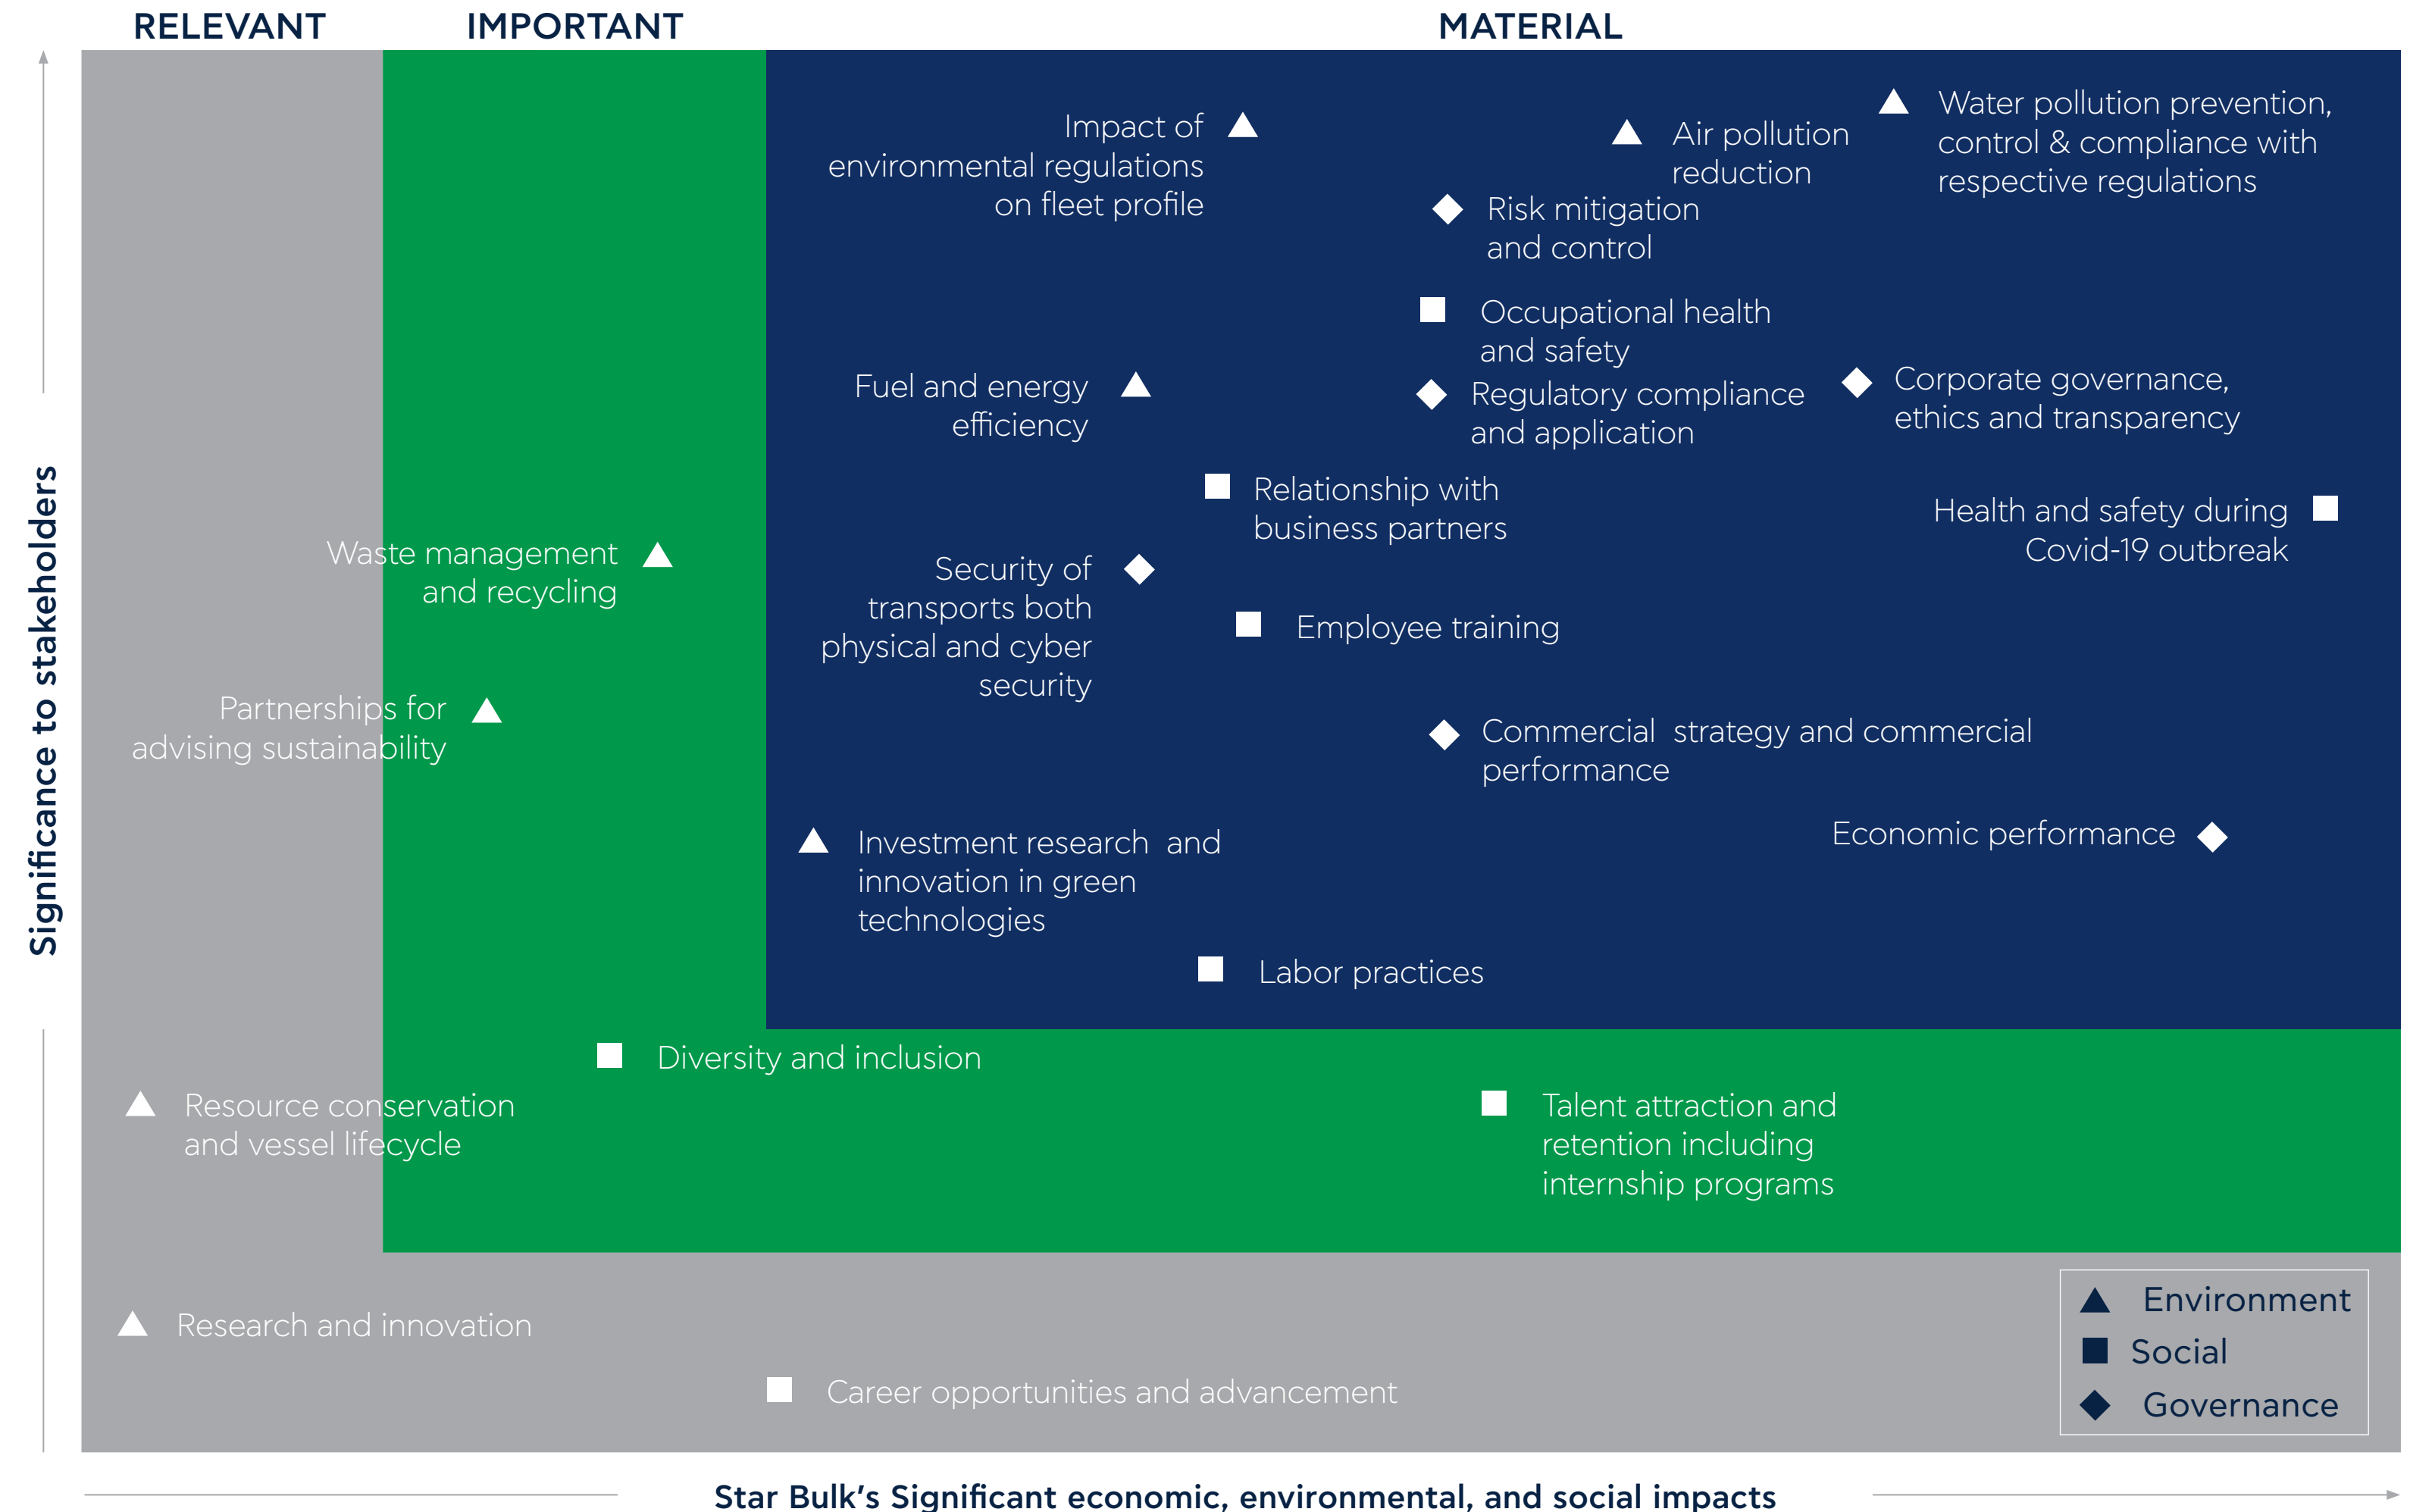 RELEVANT
IMPORTANT
MATERIAL
Significance to stakeholders
Impact of
environmental regulations
on fleet profile
Air pollution
reduction
Water pollution prevention,
control & compliance with
respective regulations
Risk mitigation
and control
Occupational health
and safety
Fuel and energy
efficiency
Regulatory compliance
and application
Corporate governance,
ethics and transparency
Relationship with
business partners
Health and safety during
Covid-19 outbreak
Waste management
and recycling
Security of
transports both
physical and cyber
security
Employee training
Partnerships for
advising sustainability
Commercial strategy and commercial
performance
Investment research and
innovation in green
technologies
Economic performance
Labor practices
Diversity and inclusion
Resource conservation
and vessel lifecycle
Talent attraction and
retention including
internship programs
Research and innovation
Career opportunities and advancement
Environment
Social
Governance
Star Bulk's Significant economic, environmental, and social impacts